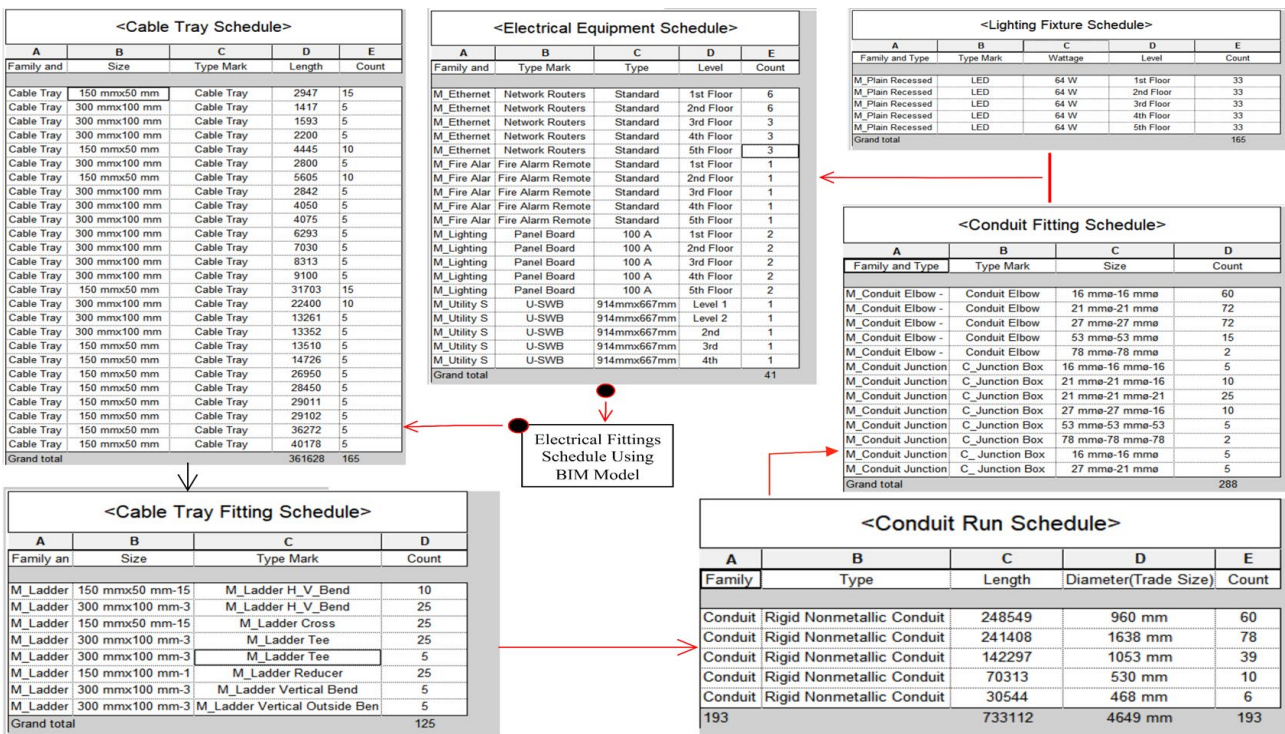 <Cable Tray Schedule>
A B C D E
Family and Size Type Mark Length Count
Cable Tray 150 mmx50 mm Cable Tray 2947 15
Cable Tray 300 mmx100 mm Cable Tray 1417 5
Cable Tray 300 mmx100 mm Cable Tray 1593 5
Cable Tray 300 mmx100 mm Cable Tray 2200 5
Cable Tray 150 mmx50 mm Cable Tray 4445 10
Cable Tray 300 mmx100 mm Cable Tray 2800 5
Cable Tray 150 mmx50 mm Cable Tray 5605 10
Cable Tray 300 mmx100 mm Cable Tray 2842 5
Cable Tray 300 mmx100 mm Cable Tray 4050 5
Cable Tray 300 mmx100 mm Cable Tray 4075 5
Cable Tray 300 mmx100 mm Cable Tray 6293 5
Cable Tray 300 mmx100 mm Cable Tray 7030 5
Cable Tray 300 mmx100 mm Cable Tray 8313 5
Cable Tray 300 mmx100 mm Cable Tray 9100 5
Cable Tray 150 mmx50 mm Cable Tray 31703 15
Cable Tray 300 mmx100 mm Cable Tray 22400 10
Cable Tray 300 mmx100 mm Cable Tray 13261 5
Cable Tray 300 mmx100 mm Cable Tray 13352 5
Cable Tray 150 mmx50 mm Cable Tray 13510 5
Cable Tray 150 mmx50 mm Cable Tray 14726 5
Cable Tray 150 mmx50 mm Cable Tray 26950 5
Cable Tray 150 mmx50 mm Cable Tray 28450 5
Cable Tray 150 mmx50 mm Cable Tray 29011 5
Cable Tray 150 mmx50 mm Cable Tray 29102 5
Cable Tray 150 mmx50 mm Cable Tray 36272 5
Cable Tray 150 mmx50 mm Cable Tray 40178 5
Grand total 361628 165
<Electrical Equipment Schedule>
A B C D E
Family and Type Mark Type Level Count
M_Ethernet Network Routers Standard 1st Floor 6
M_Ethernet Network Routers Standard 2nd Floor 6
M_Ethernet Network Routers Standard 3rd Floor 3
M_Ethernet Network Routers Standard 4th Floor 3
M_Ethernet Network Routers Standard 5th Floor 3
M_Fire Alar Fire Alarm Remote Standard 1st Floor 1
M_Fire Alar Fire Alarm Remote Standard 2nd Floor 1
M_Fire Alar Fire Alarm Remote Standard 3rd Floor 1
M_Fire Alar Fire Alarm Remote Standard 4th Floor 1
M_Fire Alar Fire Alarm Remote Standard 5th Floor 1
M_Lighting Panel Board 100 A 1st Floor 2
M_Lighting Panel Board 100 A 2nd Floor 2
M_Lighting Panel Board 100 A 3rd Floor 2
M_Lighting Panel Board 100 A 4th Floor 2
M_Lighting Panel Board 100 A 5th Floor 2
M_Utility S U-SWB 914mmx667mm Level 1 1
M_Utility S U-SWB 914mmx667mm Level 2 1
M_Utility S U-SWB 914mmx667mm 2nd 1
M_Utility S U-SWB 914mmx667mm 3rd 1
M_Utility S U-SWB 914mmx667mm 4th 1
Grand total 41
<Lighting Fixture Schedule>
A B C D E
Family and Type Type Mark Wattage Level Count
M_Plain Recessed LED 64 W 1st Floor 33
M_Plain Recessed LED 64 W 2nd Floor 33
M_Plain Recessed LED 64 W 3rd Floor 33
M_Plain Recessed LED 64 W 4th Floor 33
M_Plain Recessed LED 64 W 5th Floor 33
Grand total 165
<Conduit Fitting Schedule>
A B C D
Family and Type Type Mark Size Count
M_Conduit Elbow - Conduit Elbow 16 mmø-16 mmø 60
M_Conduit Elbow - Conduit Elbow 21 mmø-21 mmø 72
M_Conduit Elbow - Conduit Elbow 27 mmø-27 mmø 72
M_Conduit Elbow - Conduit Elbow 53 mmø-53 mmø 15
M_Conduit Elbow - Conduit Elbow 78 mmø-78 mmø 2
M_Conduit Junction C_Junction Box 16 mmø-16 mmø-16 5
M_Conduit Junction C_Junction Box 21 mmø-21 mmø-16 10
M_Conduit Junction C_Junction Box 21 mmø-21 mmø-21 25
M_Conduit Junction C_Junction Box 27 mmø-27 mmø-16 10
M_Conduit Junction C_Junction Box 53 mmø-53 mmø-53 5
M_Conduit Junction C_Junction Box 78 mmø-78 mmø-78 2
M_Conduit Junction C_ Junction Box 16 mmø-16 mmø 5
M_Conduit Junction C_ Junction Box 27 mmø-21 mmø 5
Grand total 288
Electrical Fittings
Schedule Using
BIM Model
<Cable Tray Fitting Schedule>
A B C D
Family an Size Type Mark Count
M_Ladder 150 mmx50 mm-15 M_Ladder H_V_Bend 10
M_Ladder 300 mmx100 mm-3 M_Ladder H_V_Bend 25
M_Ladder 150 mmx50 mm-15 M_Ladder Cross 25
M_Ladder 300 mmx100 mm-3 M_Ladder Tee 25
M_Ladder 300 mmx100 mm-3 M_Ladder Tee 5
M_Ladder 150 mmx100 mm-1 M_Ladder Reducer 25
M_Ladder 300 mmx100 mm-3 M_Ladder Vertical Bend 5
M_Ladder 300 mmx100 mm-3 M_Ladder Vertical Outside Ben 5
Grand total 125
<Conduit Run Schedule>
A B C D E
Family Type Length Diameter(Trade Size) Count
Conduit Rigid Nonmetallic Conduit 248549 960 mm 60
Conduit Rigid Nonmetallic Conduit 241408 1638 mm 78
Conduit Rigid Nonmetallic Conduit 142297 1053 mm 39
Conduit Rigid Nonmetallic Conduit 70313 530 mm 10
Conduit Rigid Nonmetallic Conduit 30544 468 mm 6
193 733112 4649 mm 193